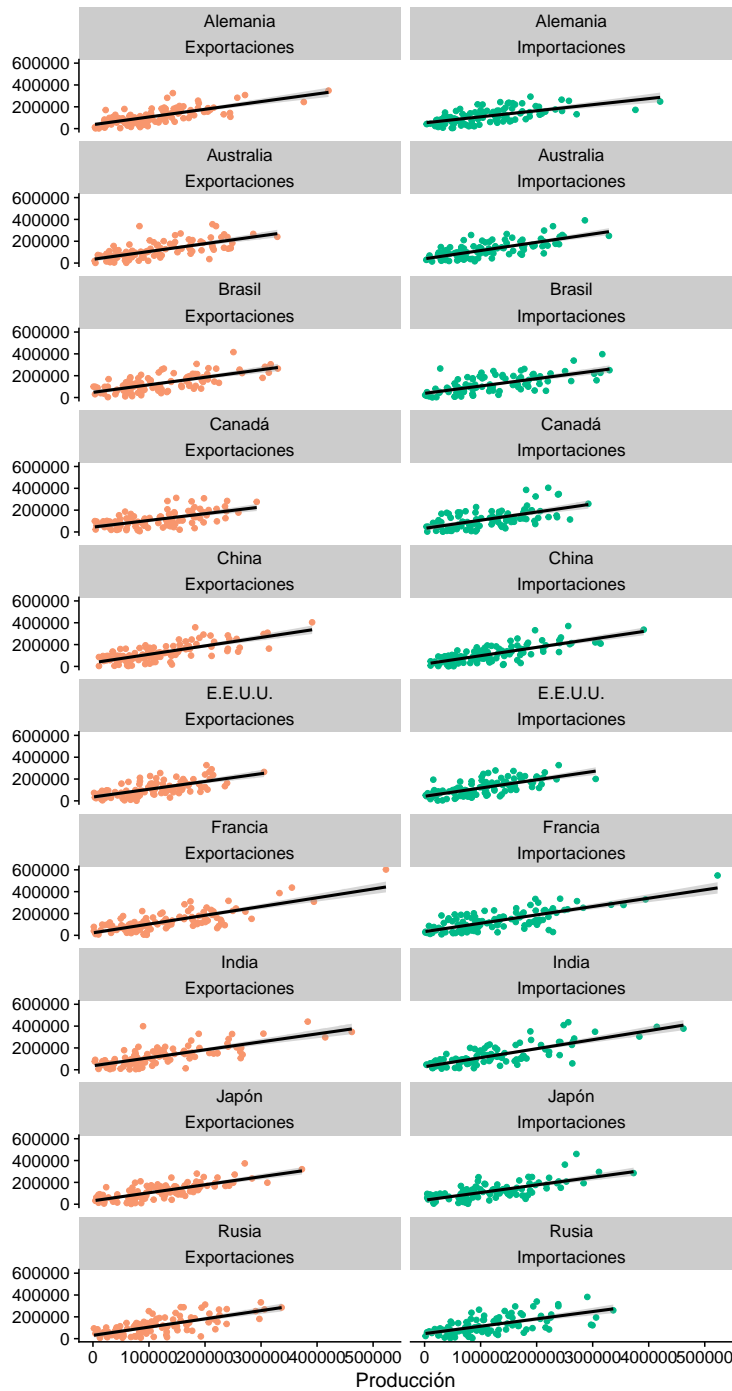 Alemania Alemania
Exportaciones Importaciones
600000
400000
200000
0
Australia Australia
Exportaciones Importaciones
600000
400000
200000
0
Brasil Brasil
Exportaciones Importaciones
600000
400000
200000
0
Canadá Canadá
Exportaciones Importaciones
600000
400000
200000
0
China China
Exportaciones Importaciones
600000
400000
200000
0
E.E.U.U. E.E.U.U.
Exportaciones Importaciones
600000
400000
200000
0
Francia Francia
Exportaciones Importaciones
600000
400000
200000
0
India India
Exportaciones Importaciones
600000
400000
200000
0
Japón Japón
Exportaciones Importaciones
600000
400000
200000
0
Rusia Rusia
Exportaciones Importaciones
600000
400000
200000
0
0 100000 200000 300000 400000 500000 0 100000 200000 300000 400000 500000
Producción